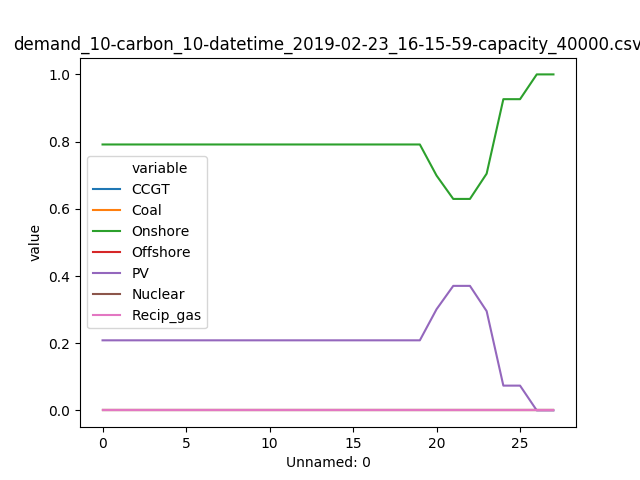 demand_10-carbon_10-datetime_2019-02-23_16-15-59-capacity_40000.csv
1.0
0.8
0.6
0.4
0.2
0.0
value
variable
CCGT
Coal
Onshore
Offshore
PV
Nuclear
Recip_gas
0 5 10 15 20 25
Unnamed: 0